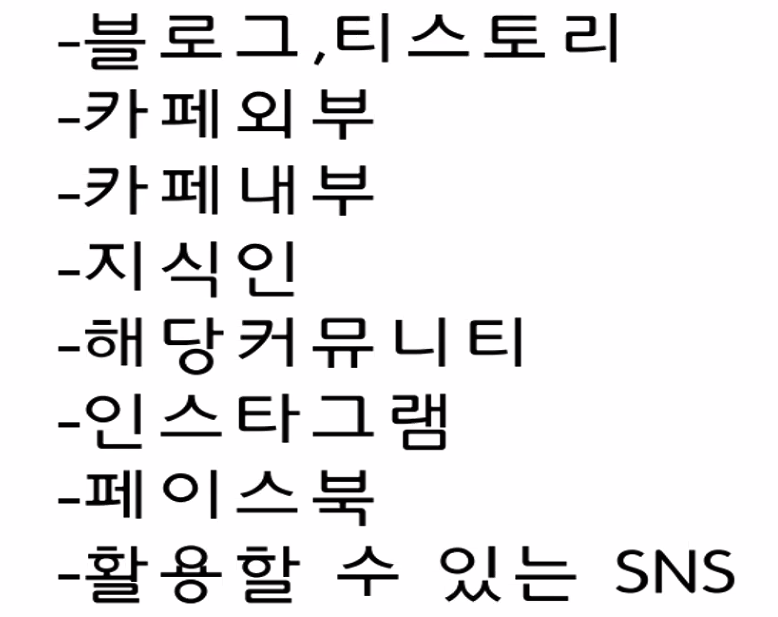 -블로그,티스토리
-카페외부
-카페내부
-지식인
-해당커뮤니티
-인스타그램
-페이스북
-활용할 수 있는 SNS